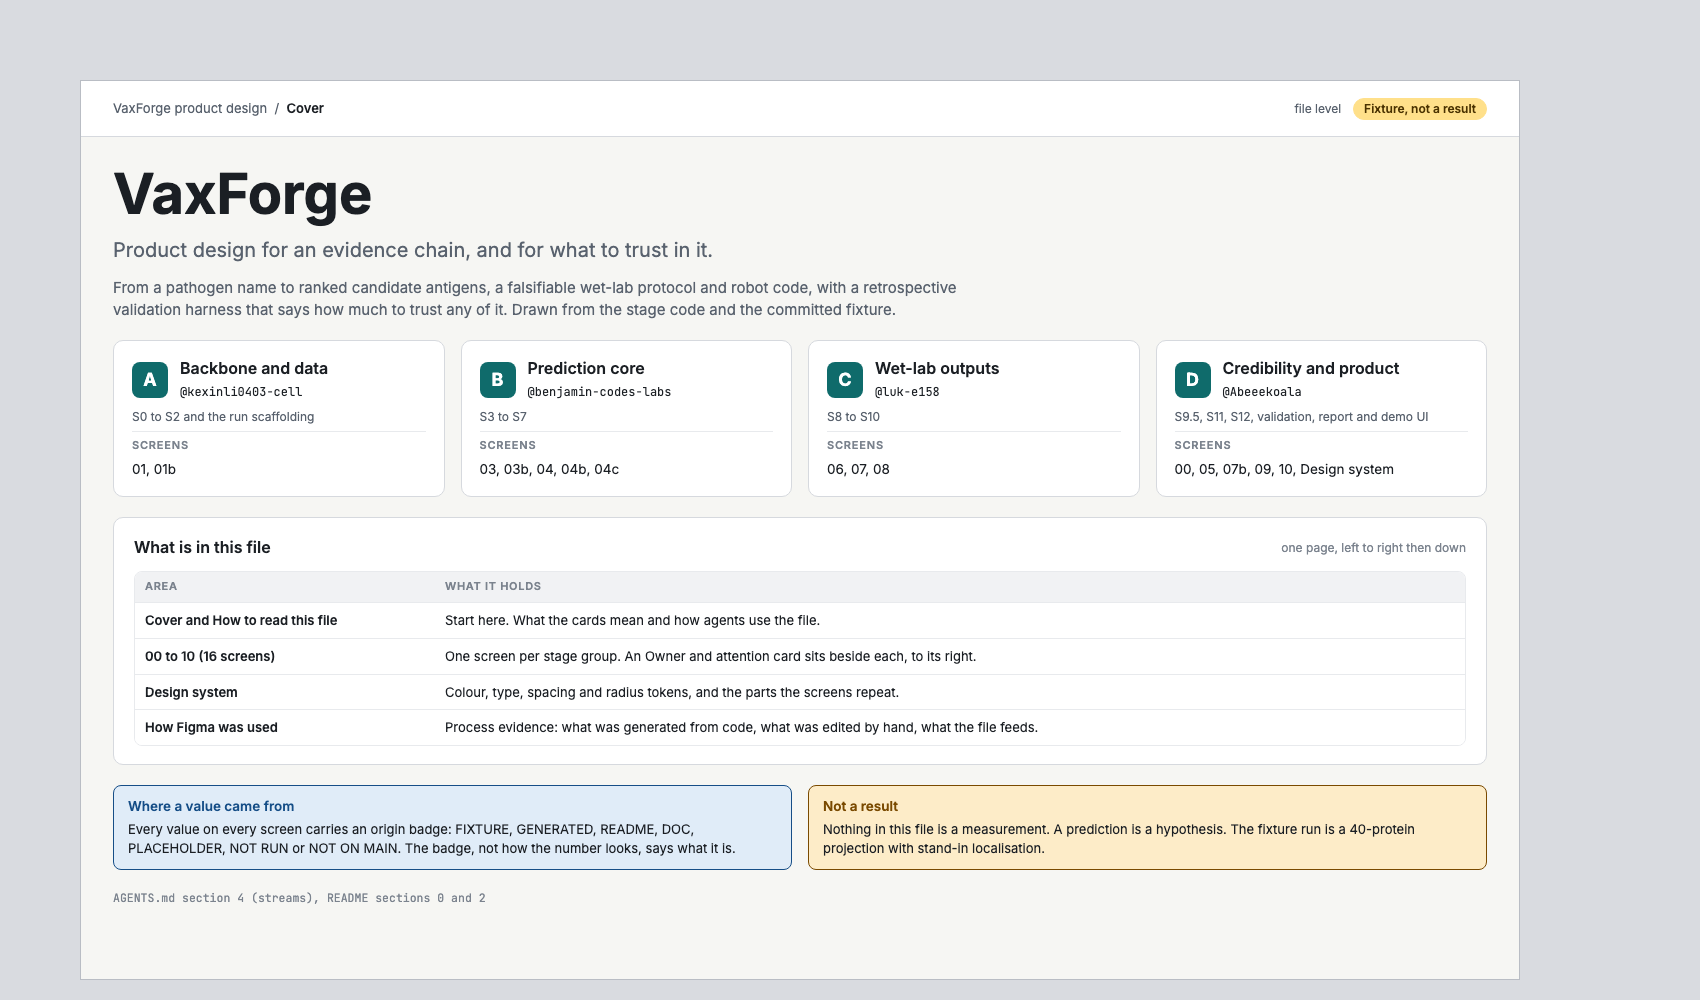 VaxForge product design / Cover
file level Fixture, not a result
VaxForge
Product design for an evidence chain, and for what to trust in it.
From a pathogen name to ranked candidate antigens, a falsifiable wet-lab protocol and robot code, with a retrospective
validation harness that says how much to trust any of it. Drawn from the stage code and the committed fixture.
A
Backbone and data
@kexinli0403-cell
S0 to S2 and the run scaffolding
SCREENS
01, 01b
B
Prediction core
@benjamin-codes-labs
S3 to S7
SCREENS
03, 03b, 04, 04b, 04c
C
Wet-lab outputs
@luk-e158
S8 to S10
SCREENS
06, 07, 08
D
Credibility and product
@Abeeekoala
S9.5, S11, S12, validation, report and demo UI
SCREENS
00, 05, 07b, 09, 10, Design system
What is in this file
one page, left to right then down
AREA WHAT IT HOLDS
Cover and How to read this file Start here. What the cards mean and how agents use the file.
00 to 10 (16 screens) One screen per stage group. An Owner and attention card sits beside each, to its right.
Design system Colour, type, spacing and radius tokens, and the parts the screens repeat.
How Figma was used Process evidence: what was generated from code, what was edited by hand, what the file feeds.
Where a value came from
Every value on every screen carries an origin badge: FIXTURE, GENERATED, README, DOC,
PLACEHOLDER, NOT RUN or NOT ON MAIN. The badge, not how the number looks, says what it is.
Not a result
Nothing in this file is a measurement. A prediction is a hypothesis. The fixture run is a 40-protein
projection with stand-in localisation.
AGENTS.md section 4 (streams), README sections 0 and 2